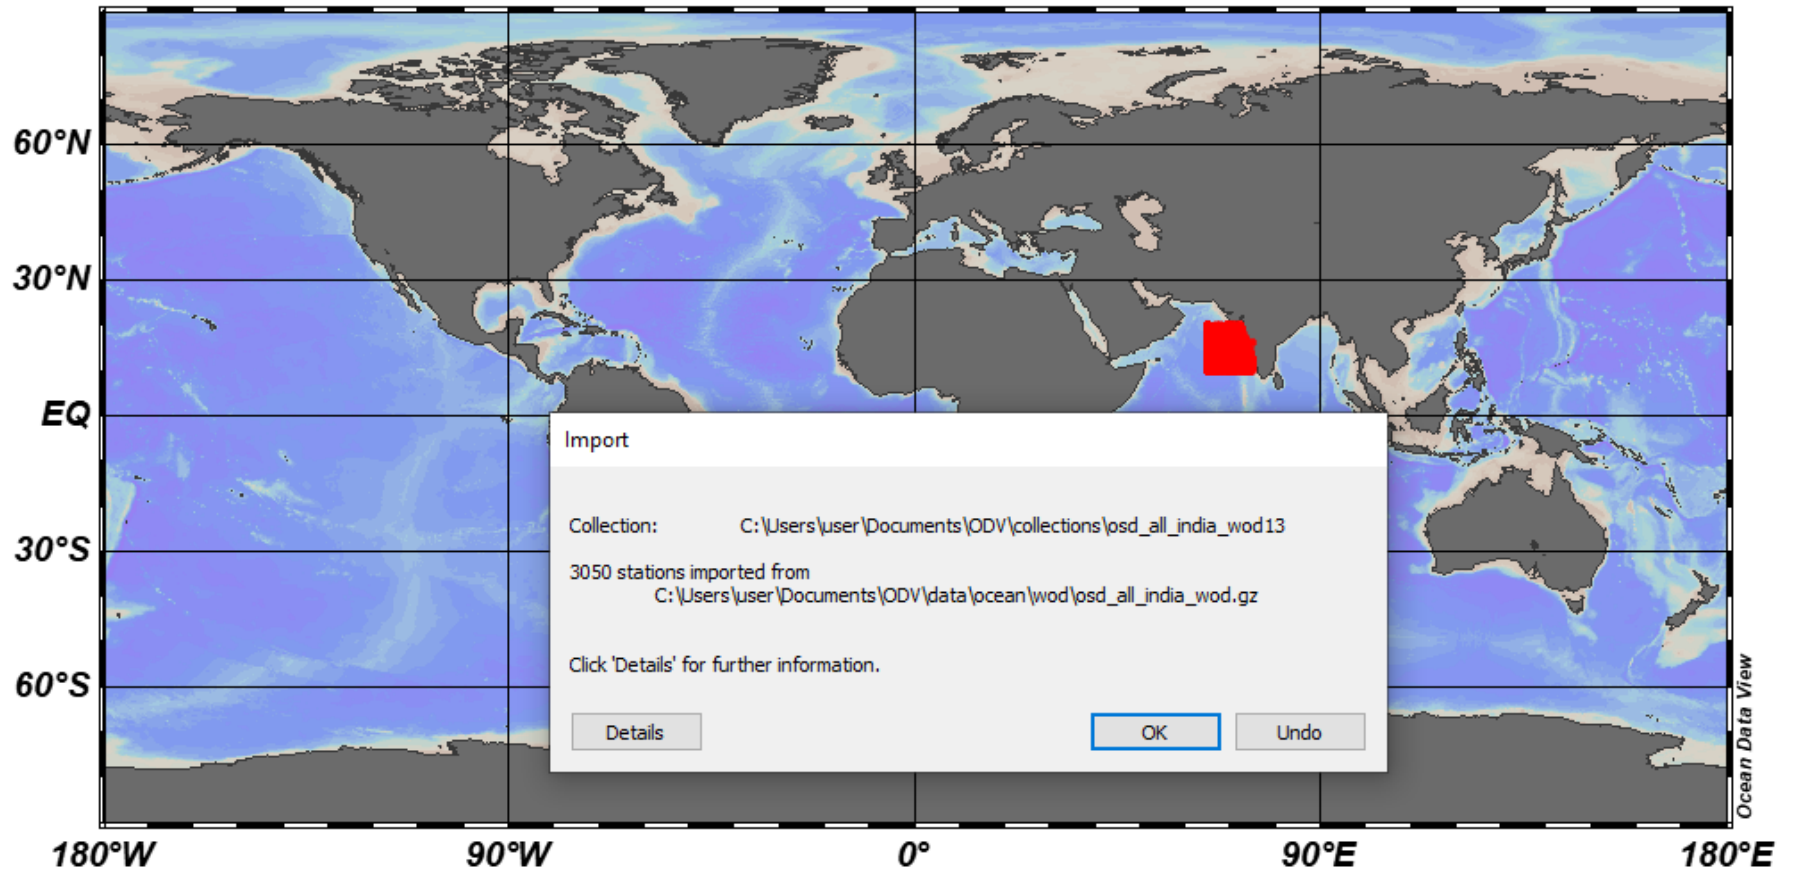 60°N
30°N
EQ
30°S
60°S
180°W
90°W
0°
90°E
180°E
Ocean Data View
Import
Collection: C:\Users\user\Documents\ODV\collections\osd_all_india_wod13
3050 stations imported from
C:\Users\user\Documents\ODV\data\ocean\wod\osd_all_india_wod.gz
Click 'Details' for further information.
Details
OK
Undo